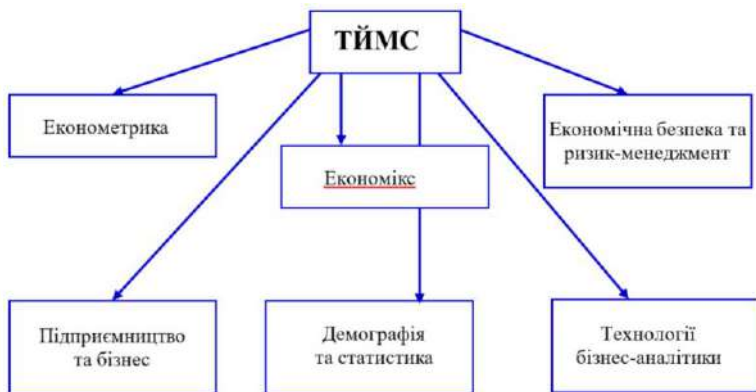 ТЙМС
Економетрика
Економічна безпека та
ризик-менеджмент
Економікс
Підприємництво
та бізнес
Демографія
та статистика
Технології
бізнес-аналітики